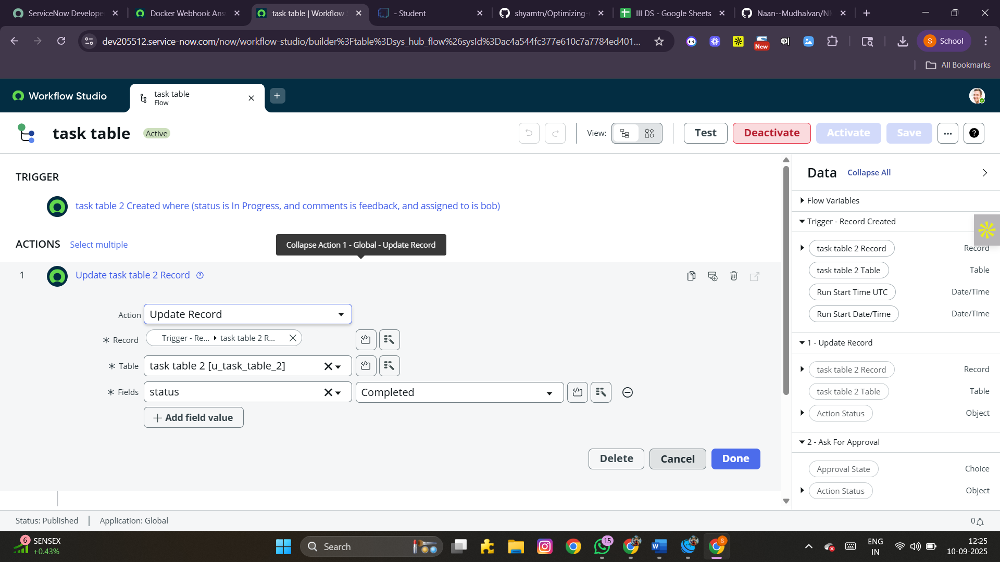 ServiceNow Develope
Docker Webhook Ans
task table | Workflow
- Student
shyamtn/Optimizing-
III DS - Google Sheets
Naan--Mudhalvan/NM
dev205512.service-now.com/now/workflow-studio/builder%3Ftable%3Dsys_hub_flow%26sysId%3Dac4a544fc377e610c7a7784ed401...
New
S School
All Bookmarks
Workflow Studio
task table
Flow
task table Active
View:
Test
Deactivate
Activate
Save
...
TRIGGER
task table 2 Created where (status is In Progress, and comments is feedback, and assigned to is bob)
ACTIONS Select multiple
Collapse Action 1 - Global - Update Record
1 Update task table 2 Record
Action Update Record
* Record Trigger - Re... task table 2 R...
* Table task table 2 [u_task_table_2]
* Fields status Completed
+ Add field value
Delete
Cancel
Done
Data Collapse All
Flow Variables
Trigger - Record Created
task table 2 Record Record
task table 2 Table Table
Run Start Time UTC Date/Time
Run Start Date/Time Date/Time
1 - Update Record
task table 2 Record Record
task table 2 Table Table
Action Status Object
2 - Ask For Approval
Approval State Choice
Action Status Object
Status: Published | Application: Global
0
6 SENSEX
+0.43%
Search
15
S
ENG
IN
12:25
10-09-2025